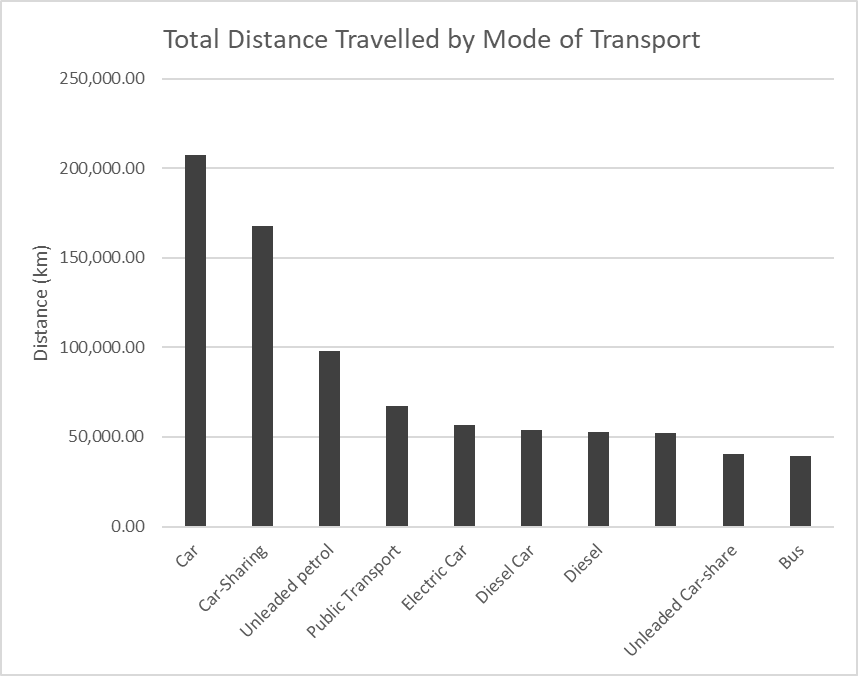 Total Distance Travelled by Mode of Transport
250,000.00
200,000.00
150,000.00
100,000.00
50,000.00
0.00
Distance (km)
Car
Car-Sharing
Unleaded petrol
Public Transport
Electric Car
Diesel Car
Diesel
Unleaded Car-share
Bus